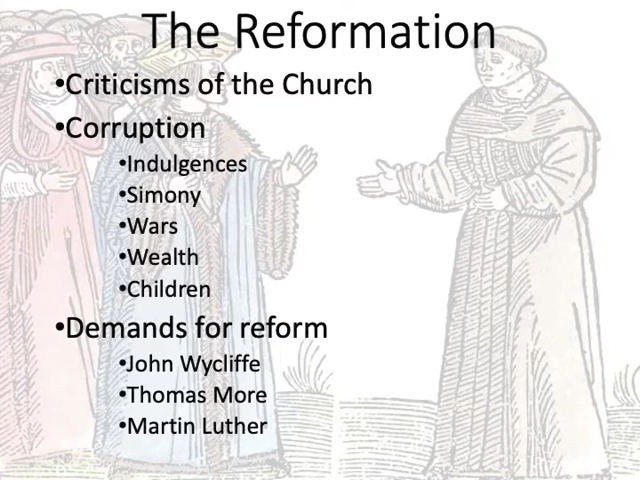 The Reformation
•Criticisms of the Church
•Corruption
•Indulgences
•Simony
•Wars
•Wealth
•Children
•Demands for reform
•John Wycliffe
•Thomas More
•Martin Luther